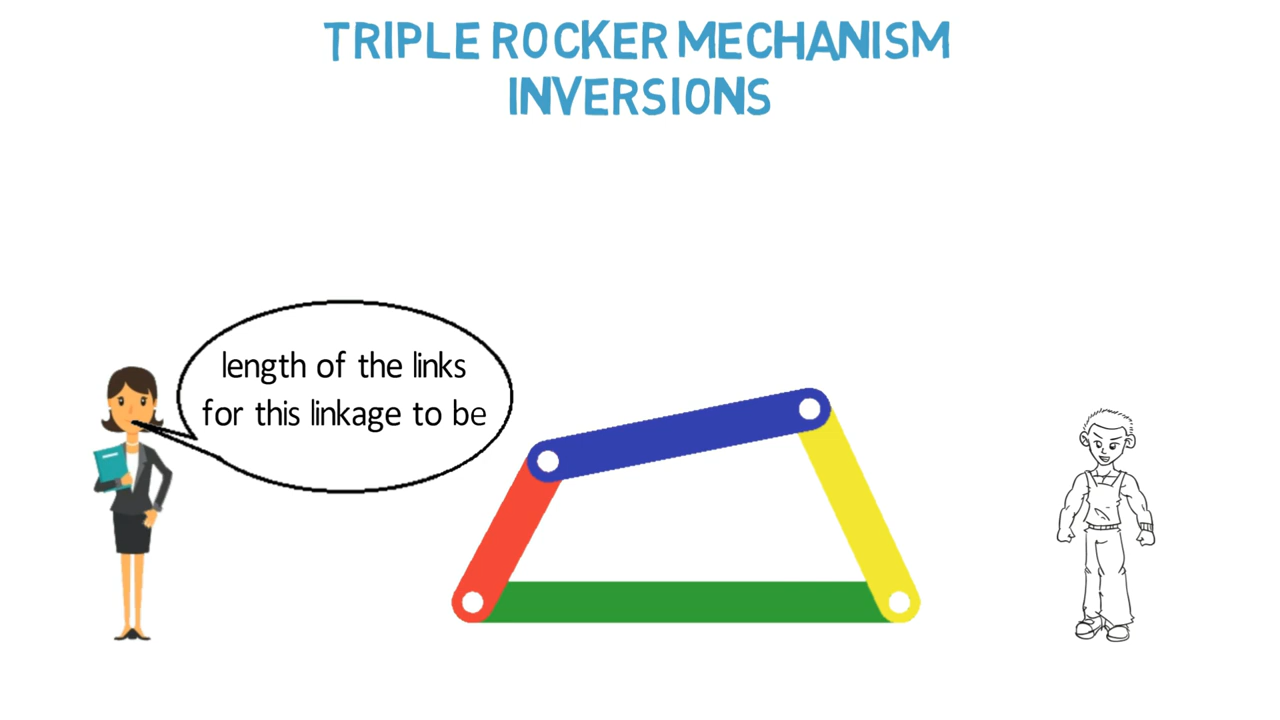 TRIPLE ROCKER MECHANISM
INVERSIONS
length of the links
for this linkage to be